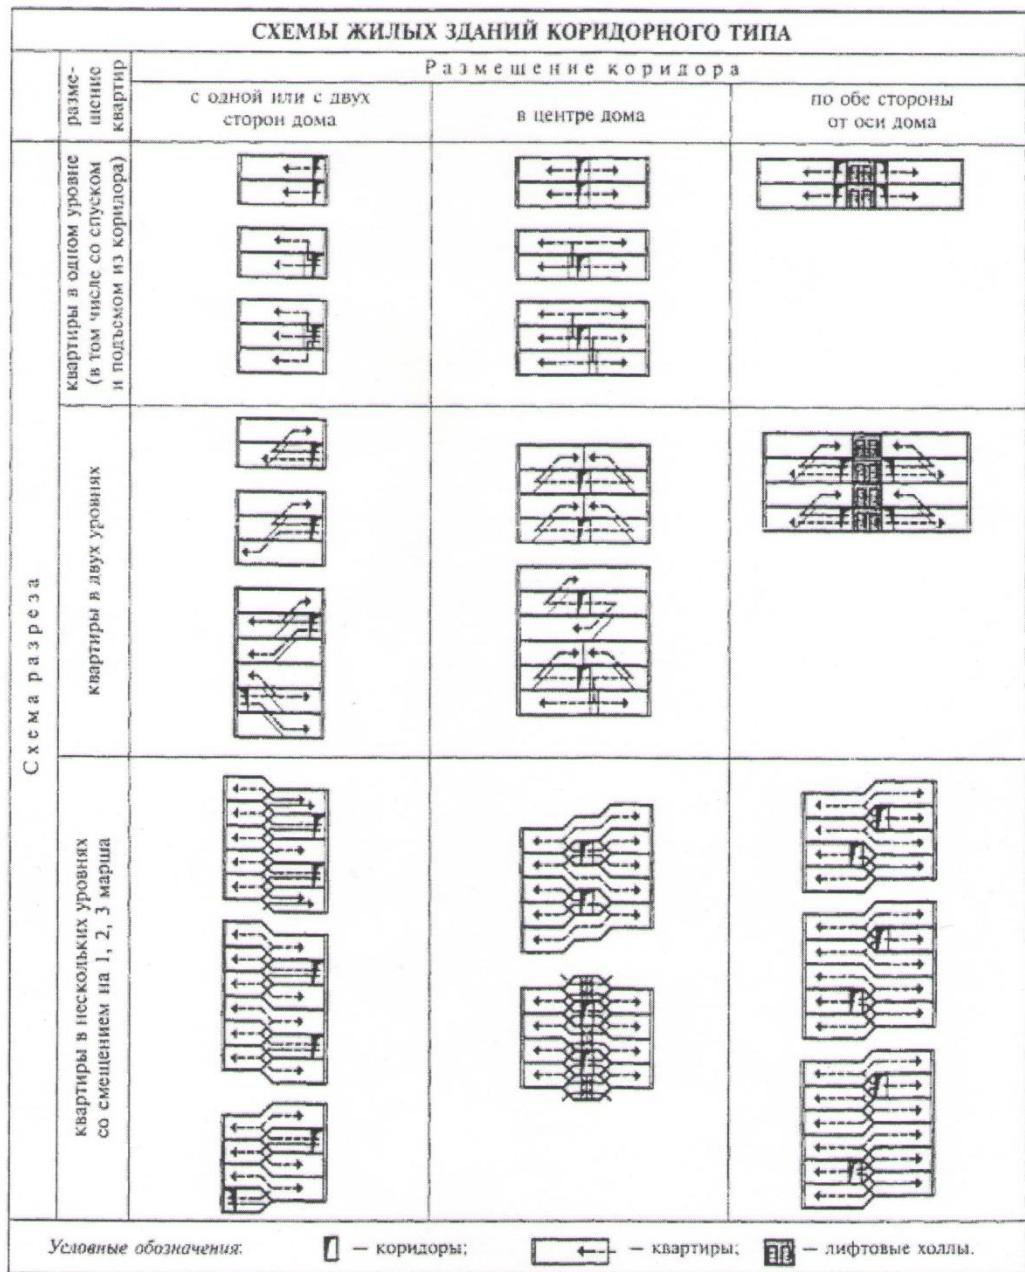 СХЕМЫ ЖИЛЫХ ЗДАНИЙ КОРИДОРНОГО ТИПА
разме-
щение
квартир
Размещение коридора
с одной или с двух
сторон дома
в центре дома
по обе стороны
от оси дома
Схема разреза
квартиры в одном уровне
(в том числе со спуском
и подъемом из коридора)
квартиры в двух уровнях
квартиры в нескольких уровнях
со смещением на 1, 2, 3 марша
Условные обозначения: — коридоры; — квартиры; — лифтовые холлы.